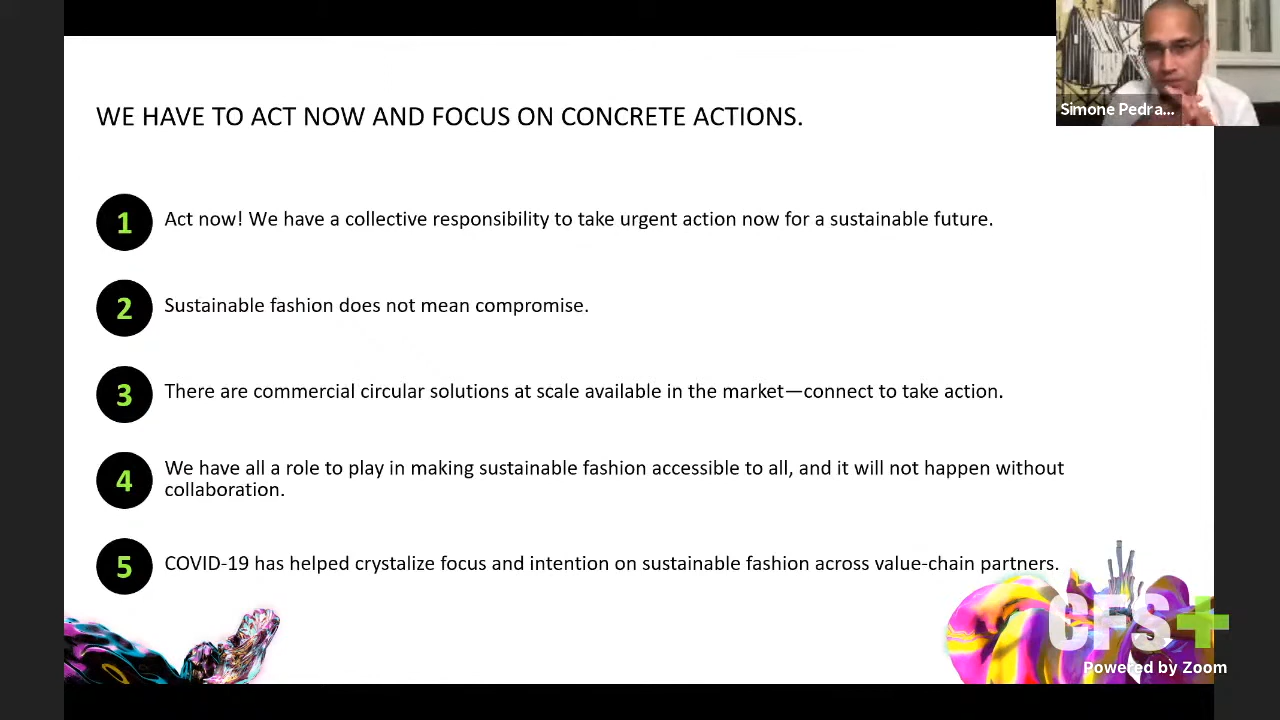 WE HAVE TO ACT NOW AND FOCUS ON CONCRETE ACTIONS.
Simone Pedra...
1
Act now! We have a collective responsibility to take urgent action now for a sustainable future.
2
Sustainable fashion does not mean compromise.
3
There are commercial circular solutions at scale available in the market—connect to take action.
4
We have all a role to play in making sustainable fashion accessible to all, and it will not happen without
collaboration.
5
COVID-19 has helped crystalize focus and intention on sustainable fashion across value-chain partners.
CFS+
Powered by Zoom